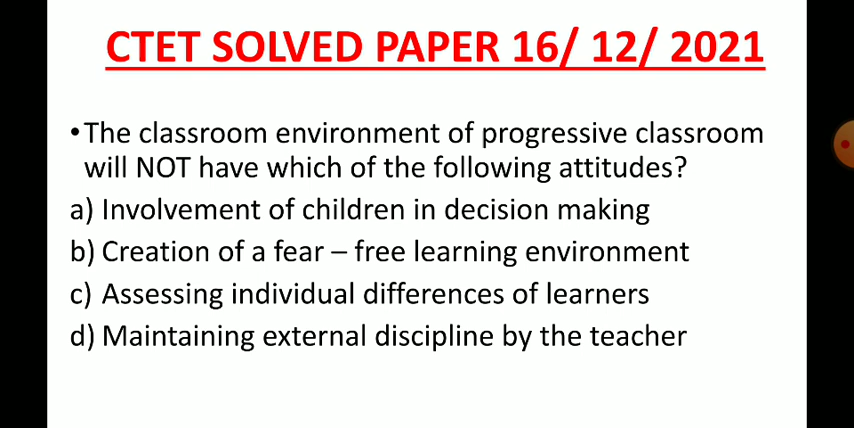 CTET SOLVED PAPER 16/ 12/ 2021
•The classroom environment of progressive classroom
will NOT have which of the following attitudes?
a) Involvement of children in decision making
b) Creation of a fear – free learning environment
c) Assessing individual differences of learners
d) Maintaining external discipline by the teacher